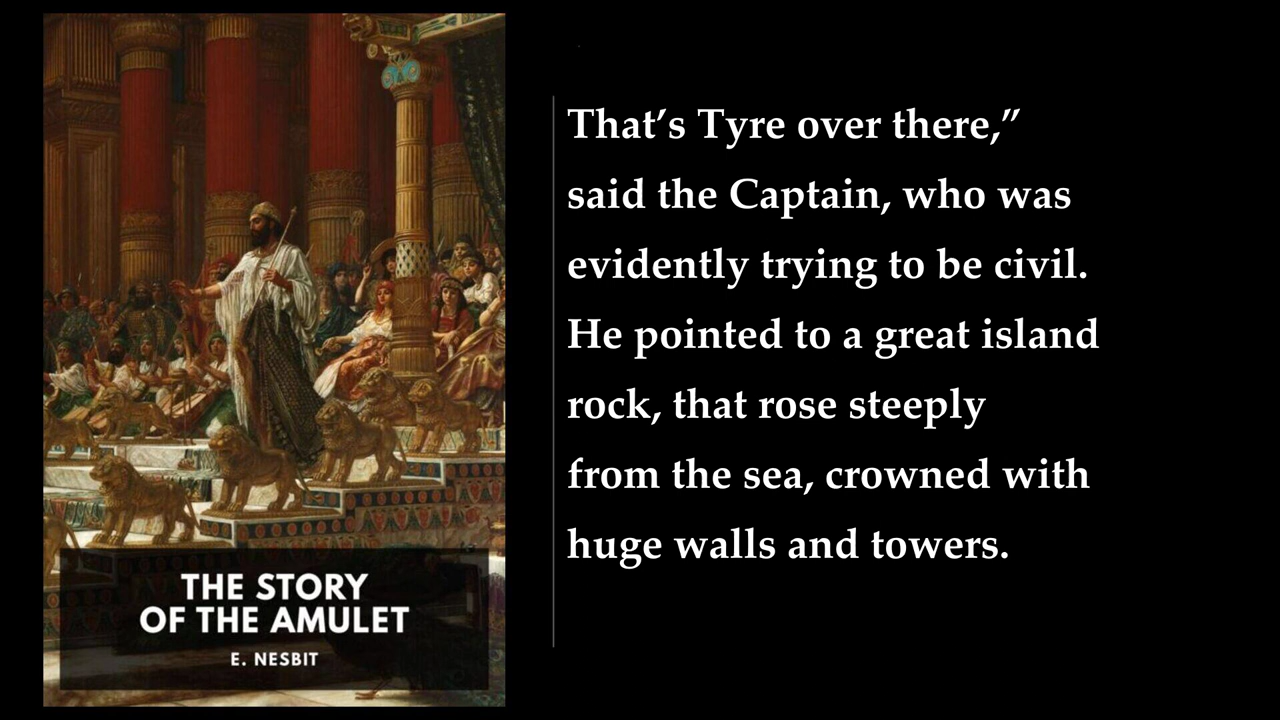 THE STORY
OF THE AMULET
E. NESBIT
That’s Tyre over there,”
said the Captain, who was
evidently trying to be civil.
He pointed to a great island
rock, that rose steeply
from the sea, crowned with
huge walls and towers.